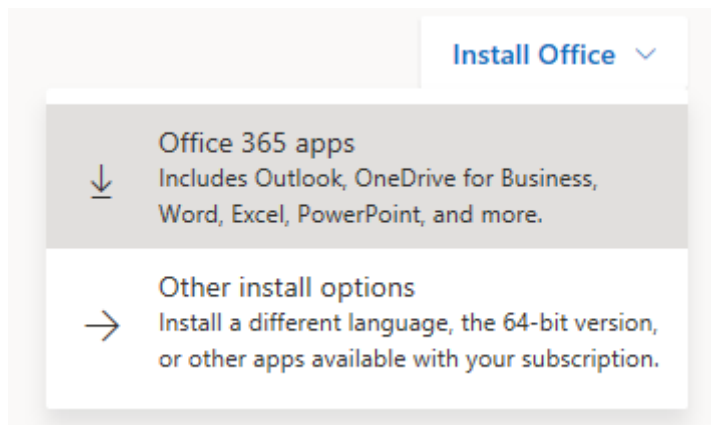 Install Office
Office 365 apps
Includes Outlook, OneDrive for Business,
Word, Excel, PowerPoint, and more.
Other install options
Install a different language, the 64-bit version,
or other apps available with your subscription.